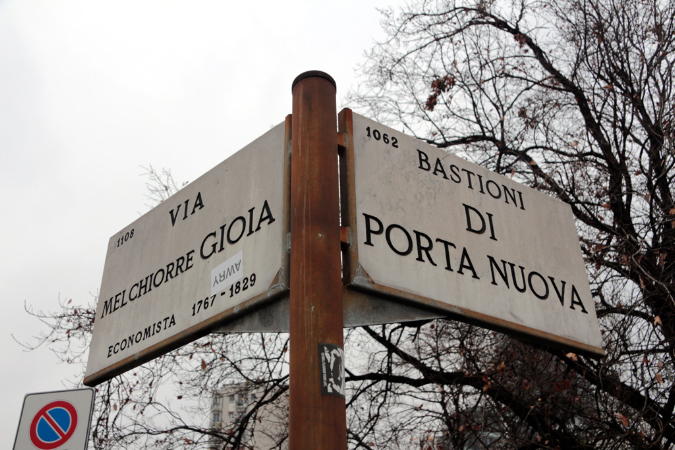 1108
VIA
MELCHIORRE GIOIA
AWRY
ECONOMISTA 1767-1829
1062
BASTIONI
DI
PORTA NUOVA